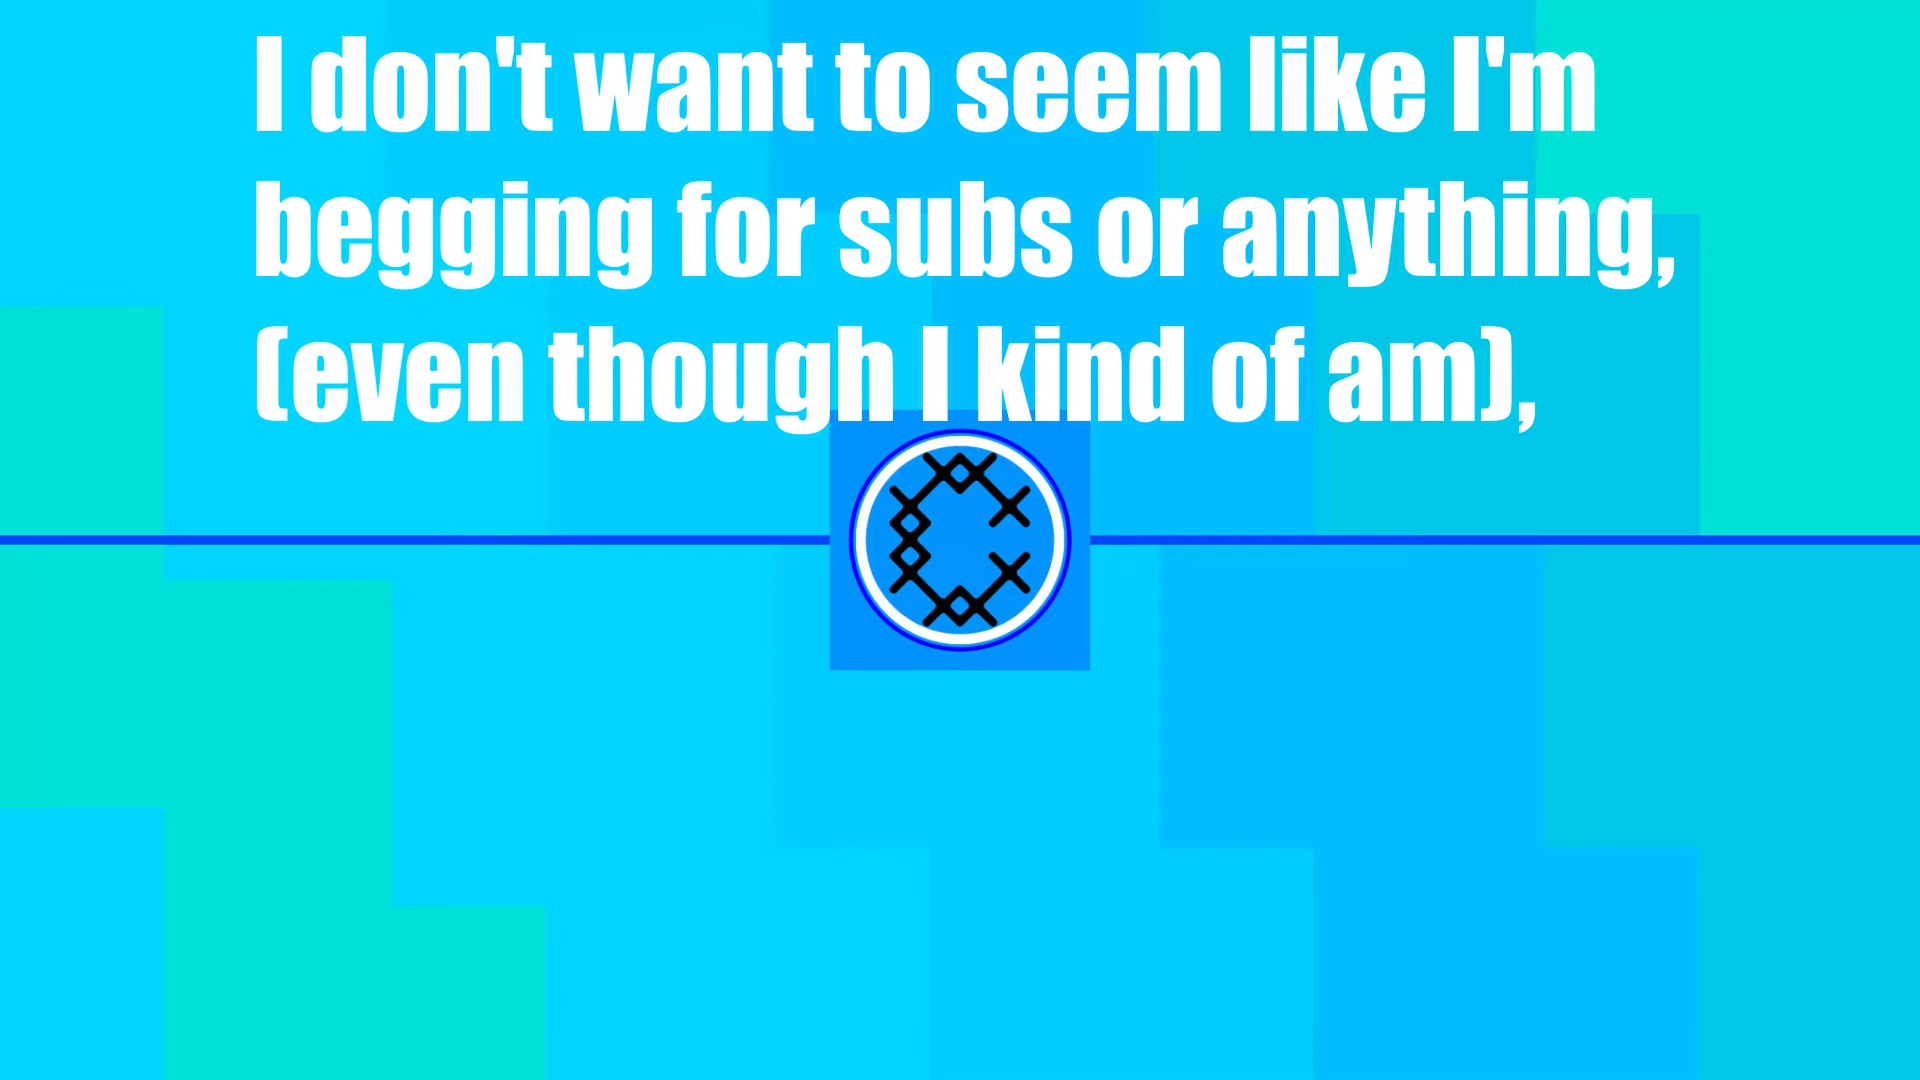 I don't want to seem like I'm
begging for subs or anything,
(even though I kind of am),